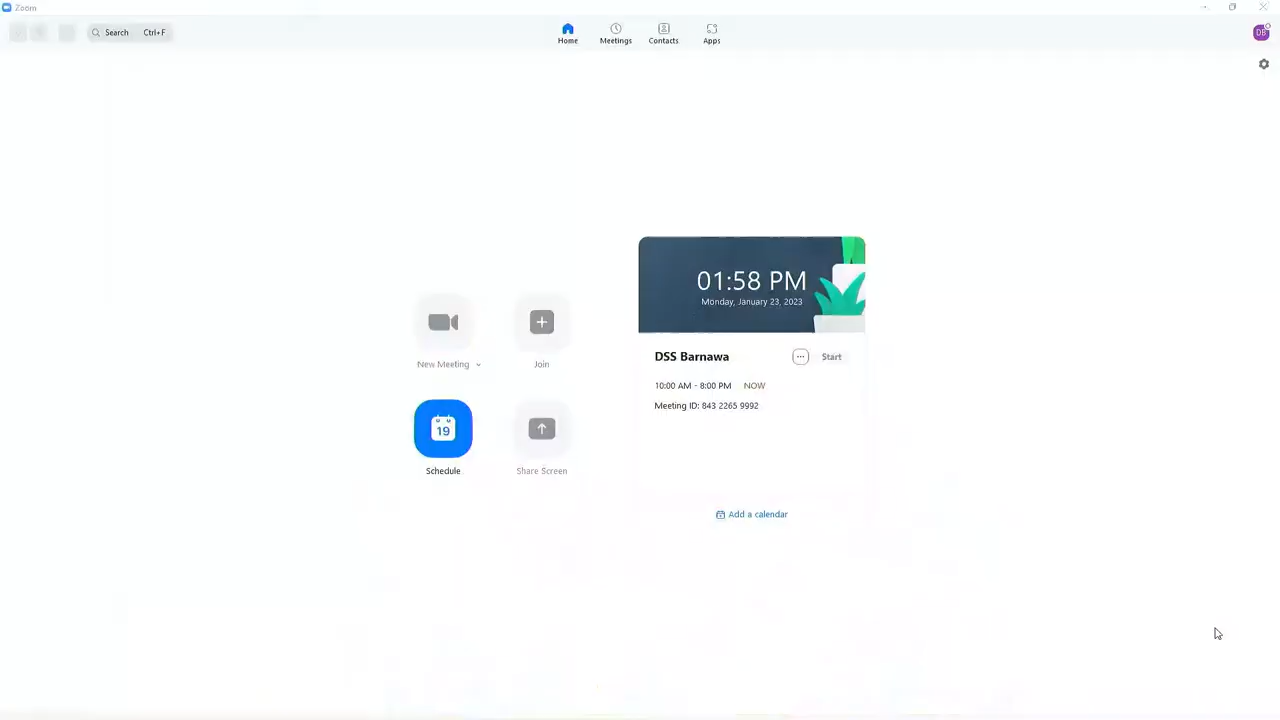 Zoom
Search Ctrl+F
Home
Meetings
Contacts
Apps
DB
01:58 PM
Monday, January 23, 2023
New Meeting
Join
DSS Barnawa
Start
10:00 AM - 8:00 PM NOW
Meeting ID: 843 2265 9992
19
Schedule
Share Screen
Add a calendar